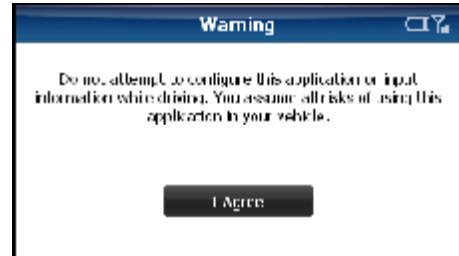 Warning
Do not attempt to configure this application or input
information while driving. You assume all risks of using this
application in your vehicle.
I Agree